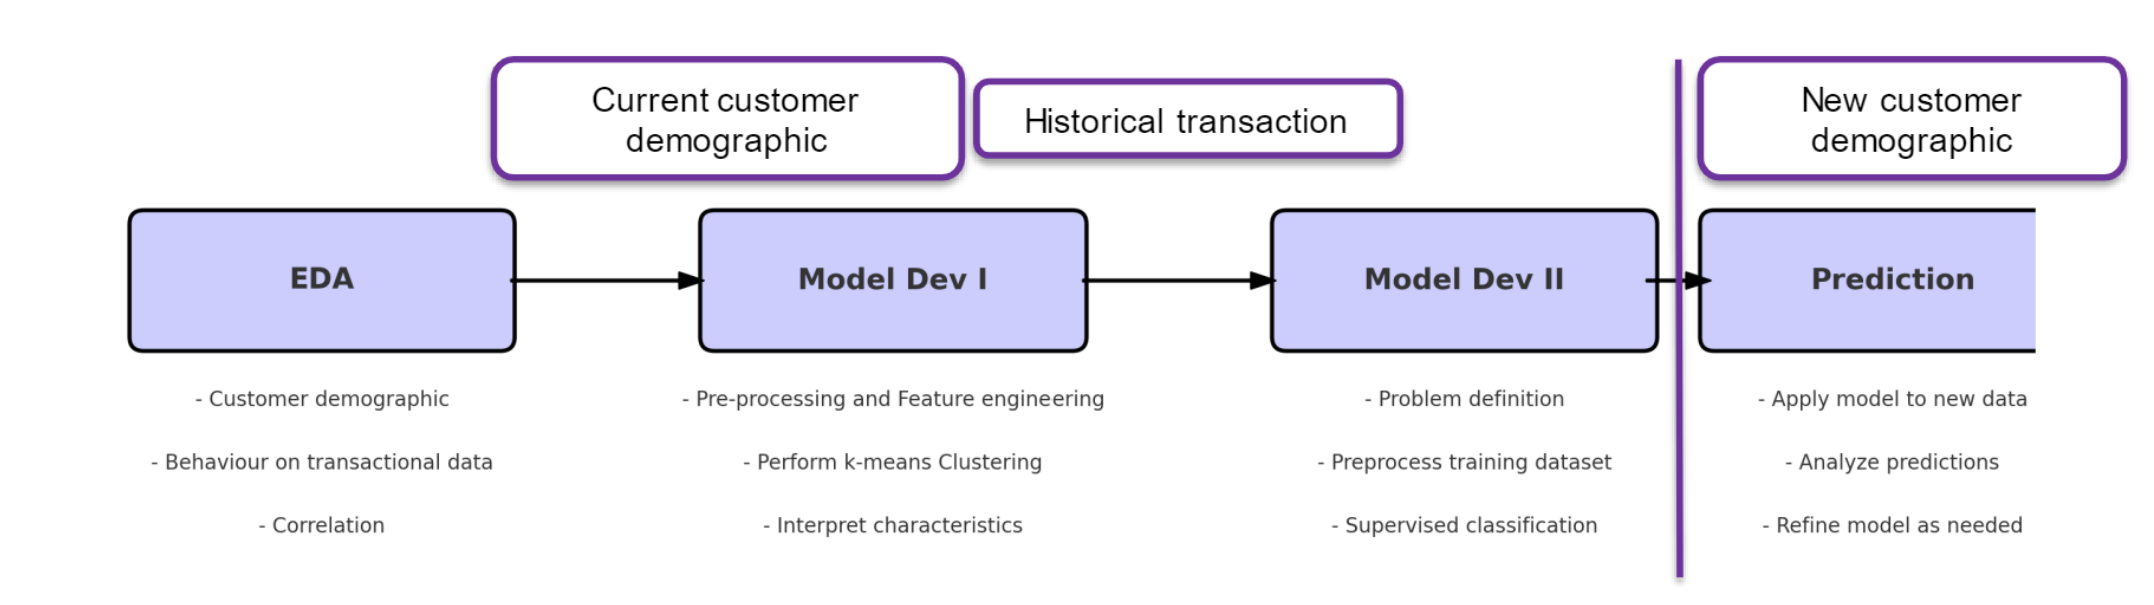 Current customer
demographic
Historical transaction
New customer
demographic
EDA
Model Dev I
Model Dev II
Prediction
- Customer demographic
- Behaviour on transactional data
- Correlation
- Pre-processing and Feature engineering
- Perform k-means Clustering
- Interpret characteristics
- Problem definition
- Preprocess training dataset
- Supervised classification
- Apply model to new data
- Analyze predictions
- Refine model as needed